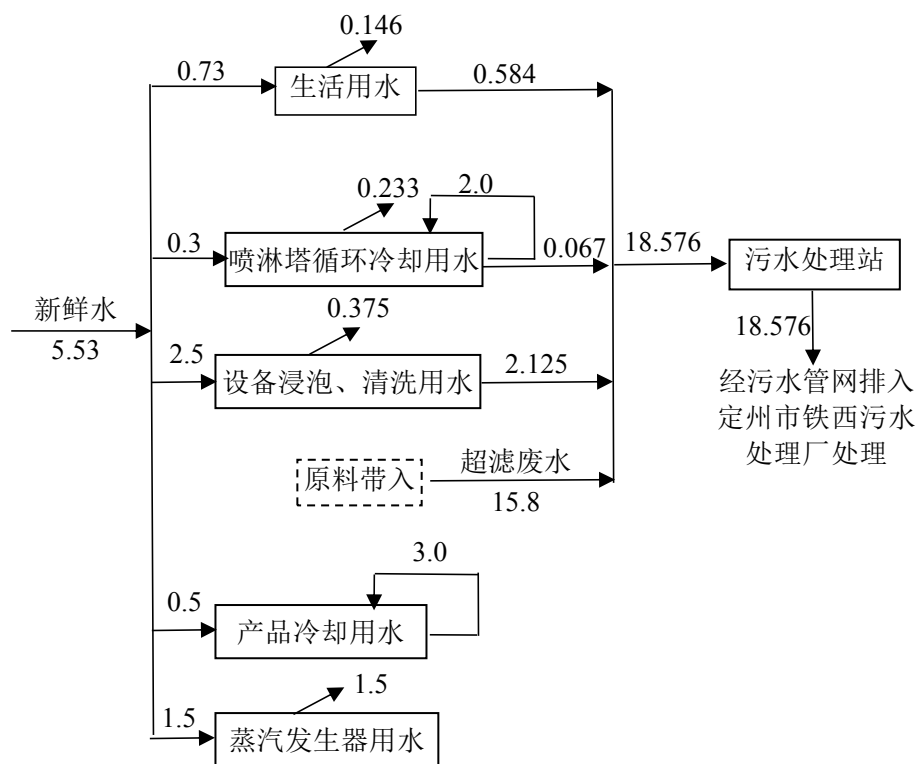 0.146
0.73
生活用水
0.584
0.233
2.0
0.3
喷淋塔循环冷却用水
0.067
18.576
污水处理站
新鲜水
5.53
0.375
2.5
设备浸泡、清洗用水
2.125
18.576
经污水管网排入
定州市铁西污水
处理厂处理
原料带入
超滤废水
15.8
3.0
0.5
产品冷却用水
1.5
1.5
蒸汽发生器用水